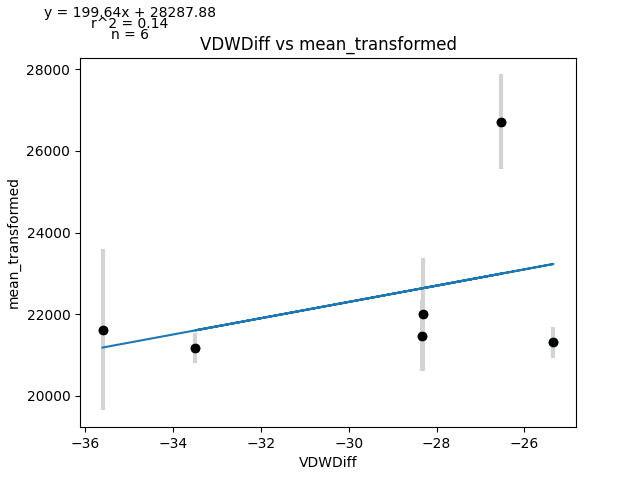 y = 199.64x + 28287.88
r^2 = 0.14
n = 6
VDWDiff vs mean_transformed
28000
26000
24000
22000
20000
mean_transformed
−36
−34
−32
−30
−28
−26
VDWDiff